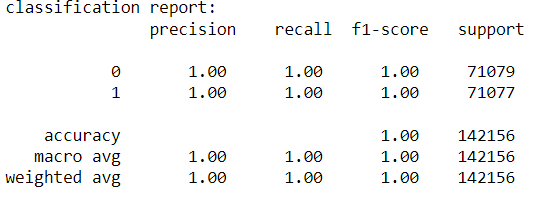 classification report:
precision recall f1-score support
0 1.00 1.00 1.00 71079
1 1.00 1.00 1.00 71077
accuracy 1.00 142156
macro avg 1.00 1.00 1.00 142156
weighted avg 1.00 1.00 1.00 142156